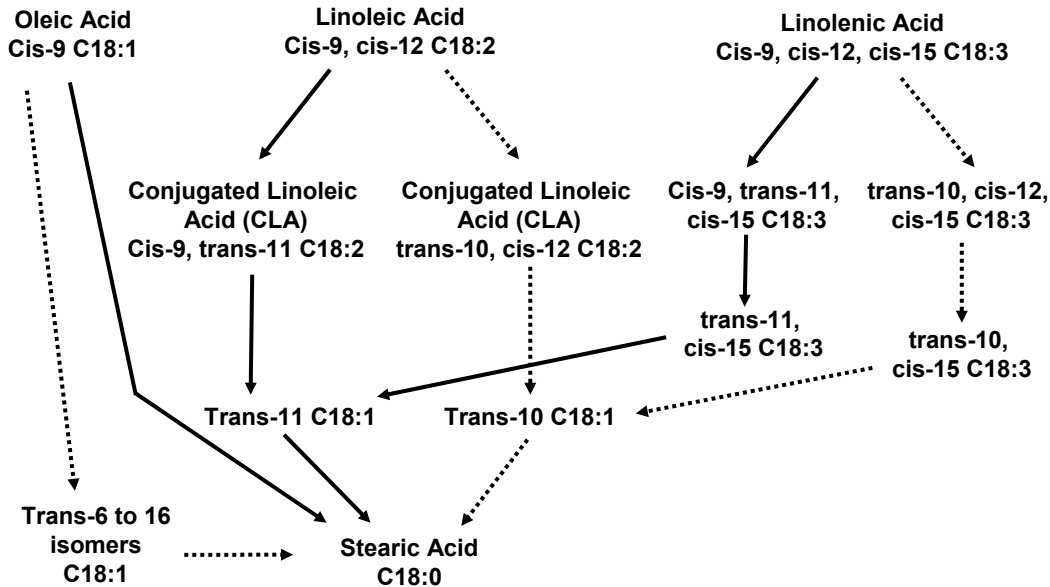 Oleic Acid
Cis-9 C18:1
Linoleic Acid
Cis-9, cis-12 C18:2
Linolenic Acid
Cis-9, cis-12, cis-15 C18:3
Conjugated Linoleic
Acid (CLA)
Cis-9, trans-11 C18:2
Conjugated Linoleic
Acid (CLA)
trans-10, cis-12 C18:2
Cis-9, trans-11,
cis-15 C18:3
trans-10, cis-12,
cis-15 C18:3
trans-11,
cis-15 C18:3
trans-10,
cis-15 C18:3
Trans-11 C18:1
Trans-10 C18:1
Trans-6 to 16
isomers
C18:1
Stearic Acid
C18:0